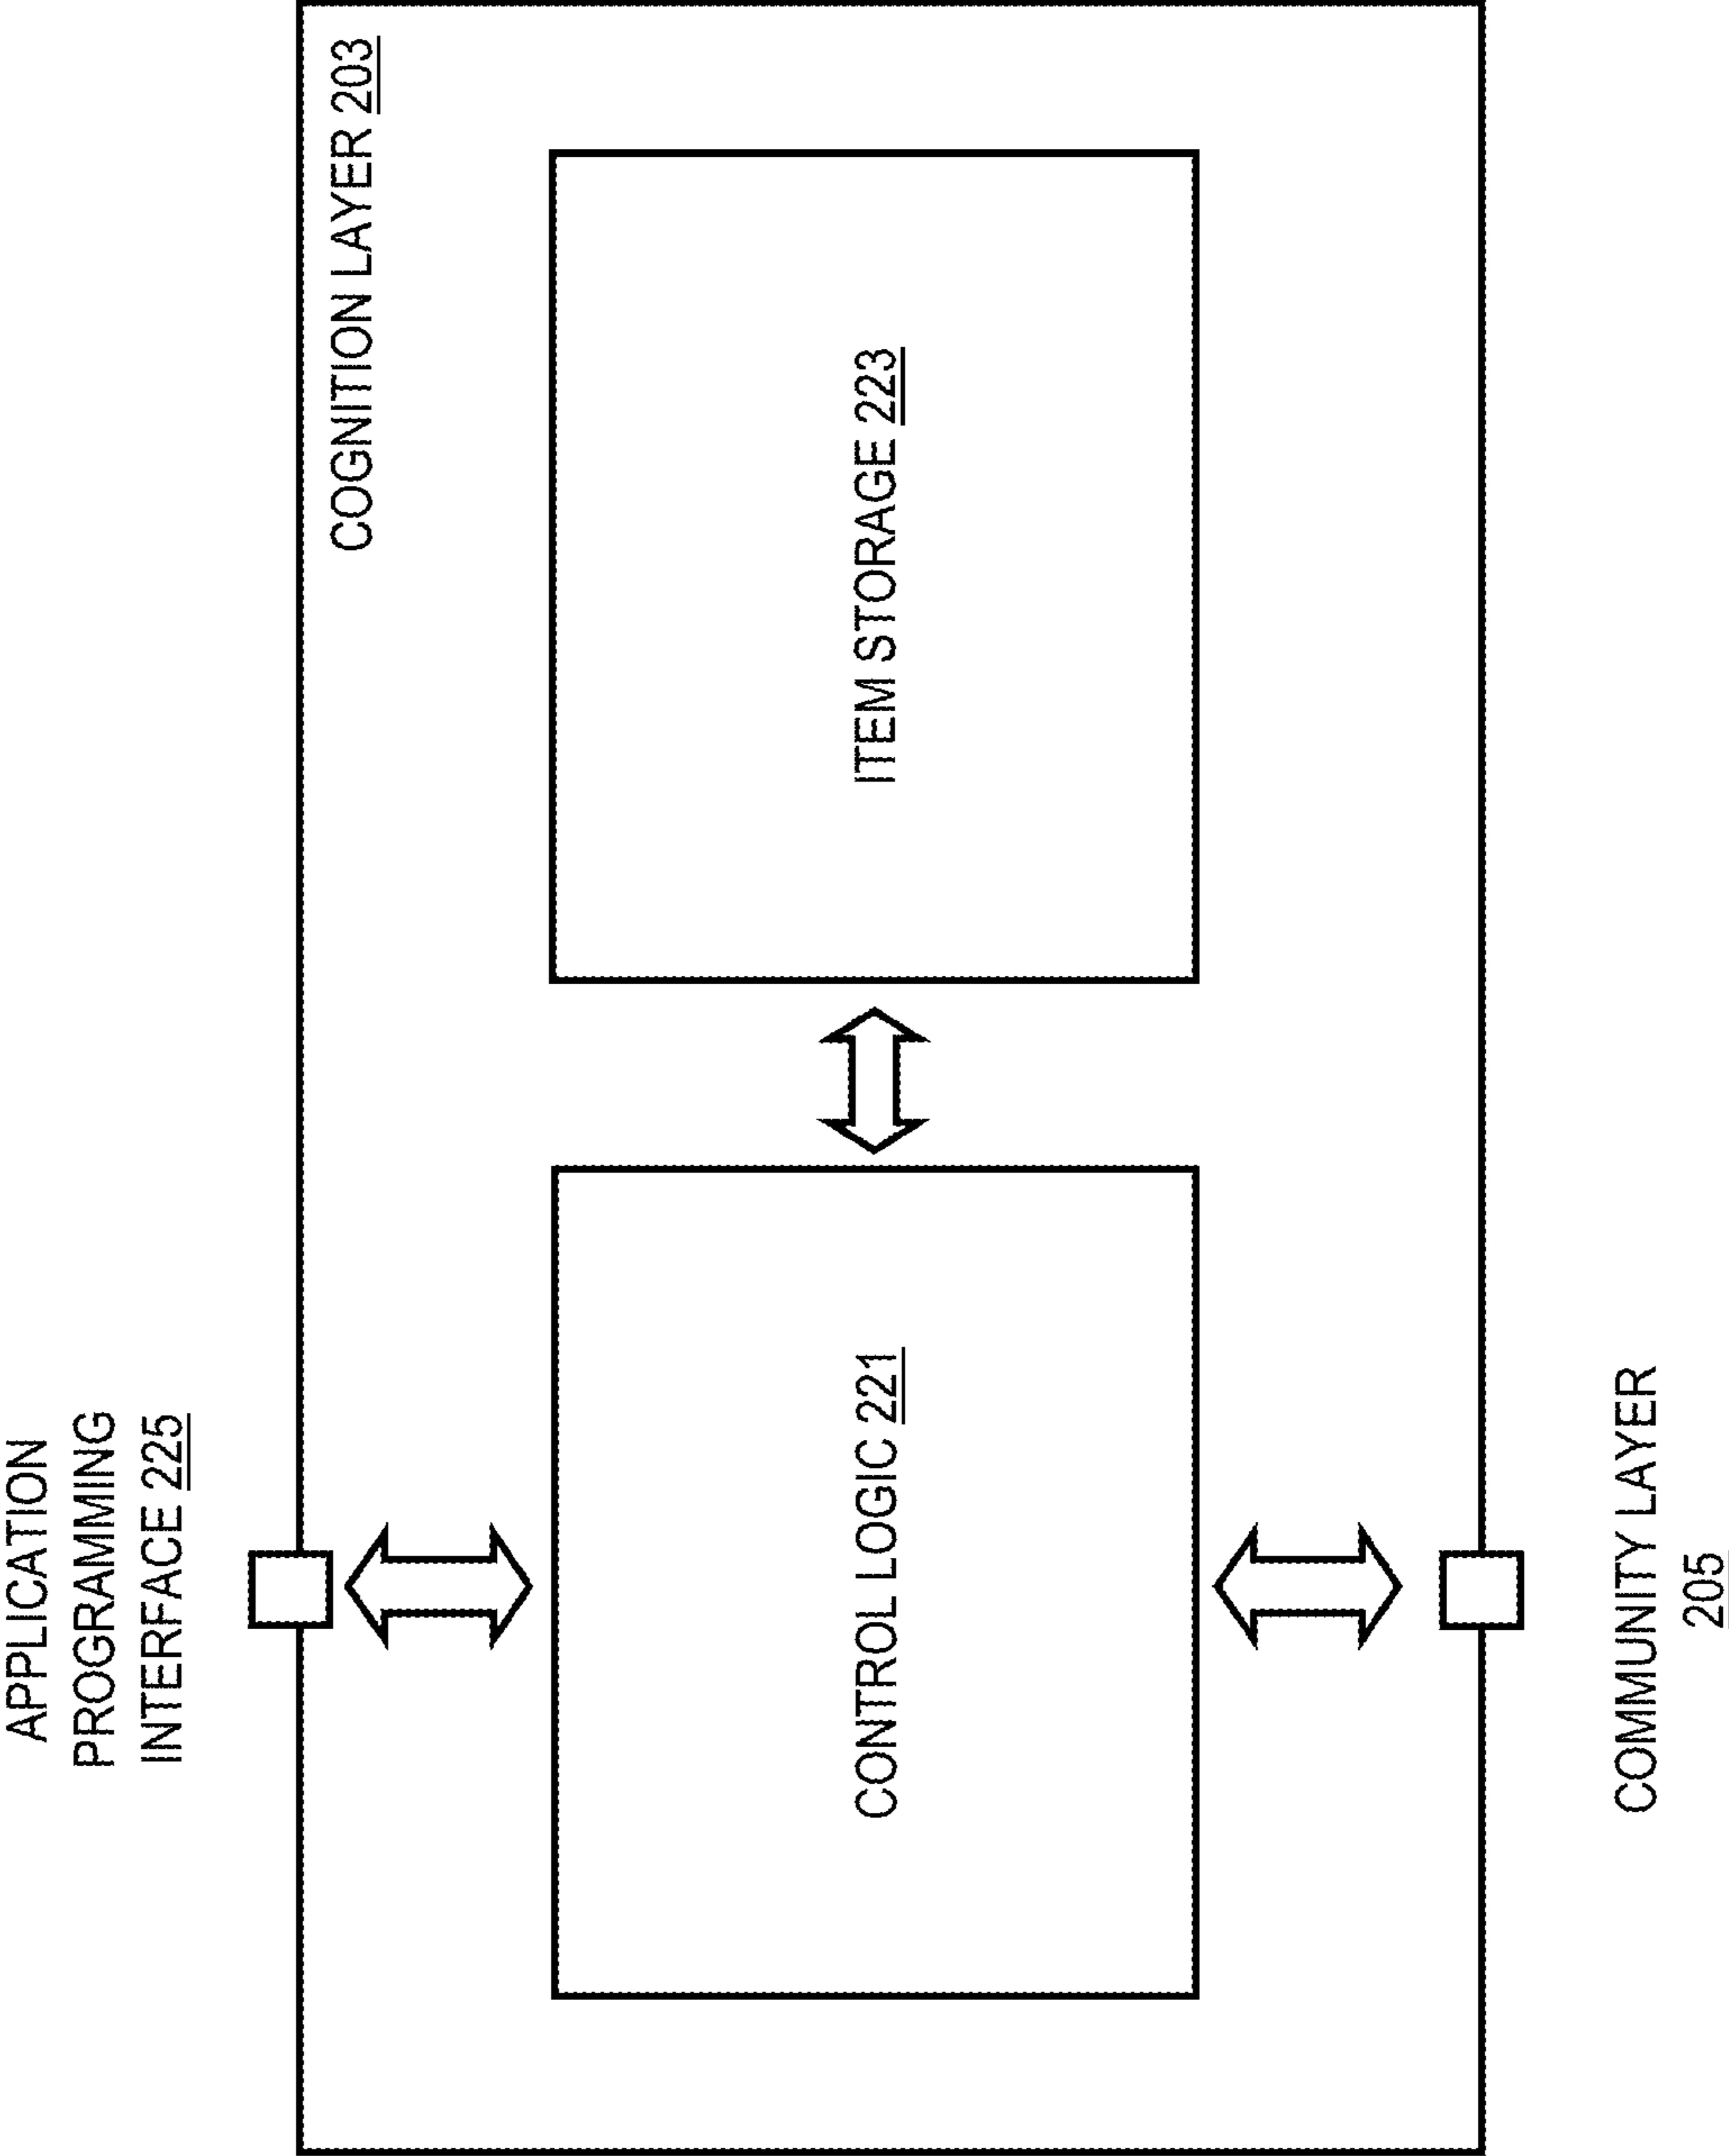 APPLICATION
PROGRAMMING
INTERFACE 225
COGNITION LAYER 203
CONTROL LOGIC 221
ITEM STORAGE 223
COMMUNITY LAYER
205